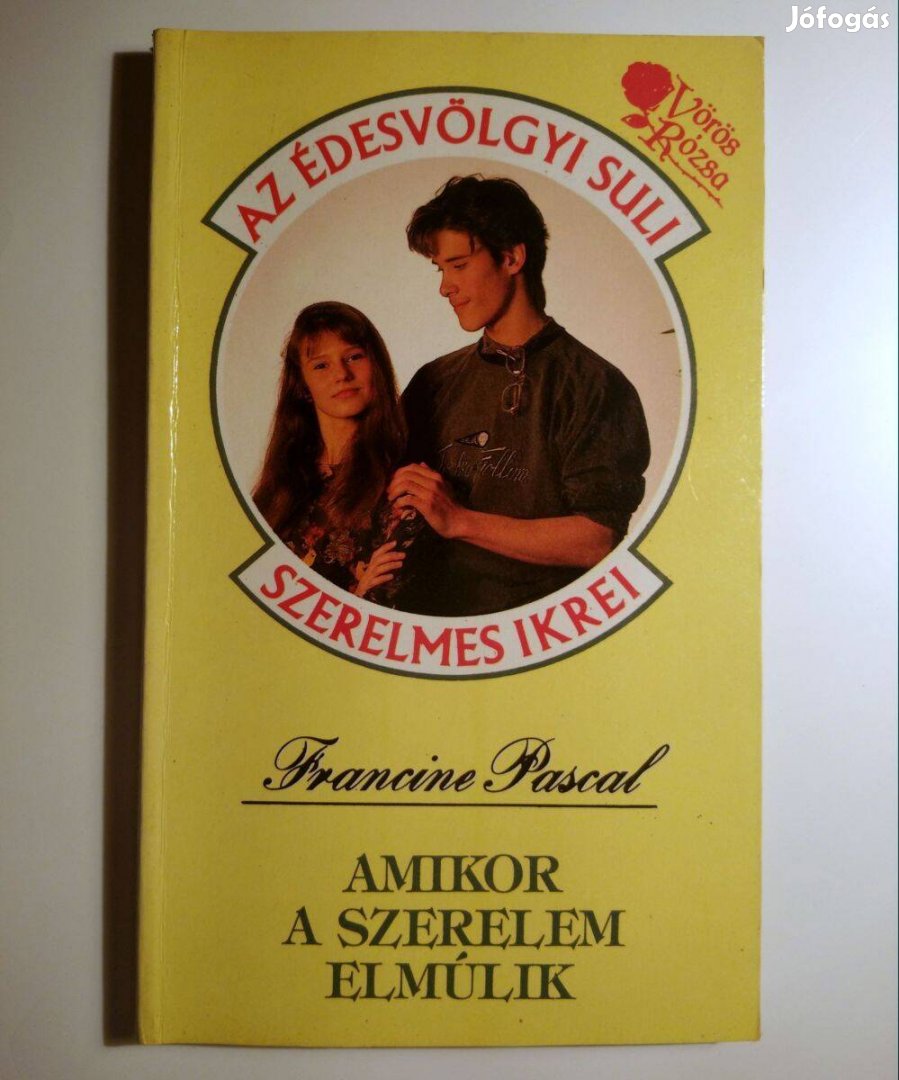 Jófogás
Vörös
Rózsa
AZ ÉDESVÖLGYI SULI
SZERELMES IKREI
Francine Pascal
AMIKOR
A SZERELEM
ELMÚLIK